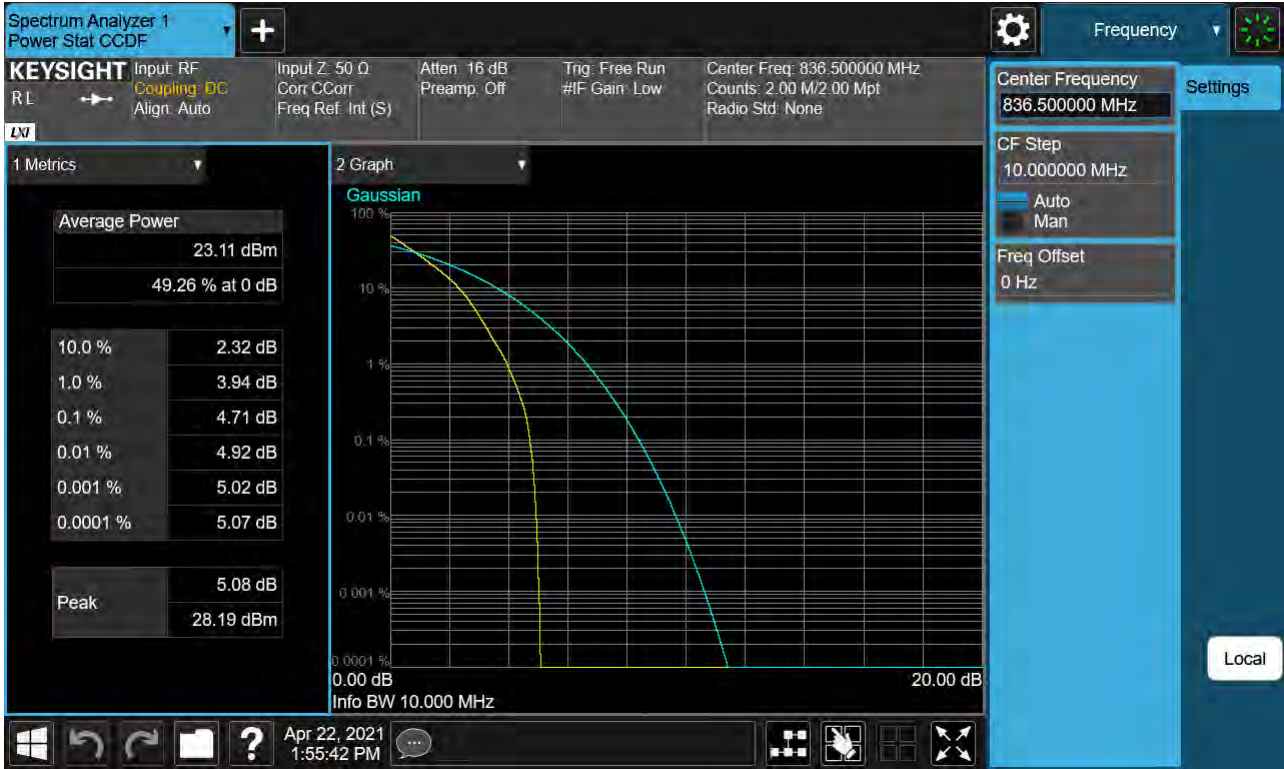 Spectrum Analyzer 1
Power Stat CCDF
+
Frequency
KEYSIGHT
R L
LXI
Input: RF
Coupling: DC
Align: Auto
Input Z: 50 Ω
Corr CCorr
Freq Ref: Int (S)
Atten: 16 dB
Preamp: Off
Trig: Free Run
#IF Gain: Low
Center Freq: 836.500000 MHz
Counts: 2.00 M/2.00 Mpt
Radio Std: None
Center Frequency
836.500000 MHz
Settings
CF Step
10.000000 MHz
Auto
Man
Freq Offset
0 Hz
1 Metrics
Average Power
23.11 dBm
49.26 % at 0 dB
10.0 % 2.32 dB
1.0 % 3.94 dB
0.1 % 4.71 dB
0.01 % 4.92 dB
0.001 % 5.02 dB
0.0001 % 5.07 dB
Peak
5.08 dB
28.19 dBm
2 Graph
Gaussian
100 %
10 %
1 %
0.1 %
0.01 %
0.001 %
0.0001 %
0.00 dB 20.00 dB
Info BW 10.000 MHz
Local
?
Apr 22, 2021
1:55:42 PM